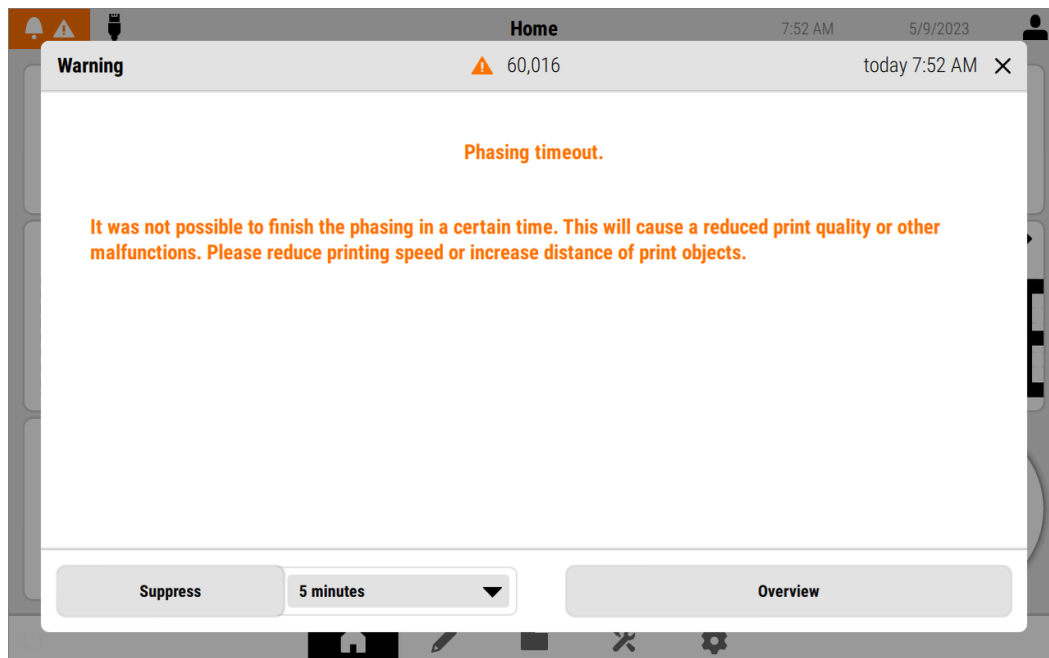 Home
7:52 AM
5/9/2023
Warning
60,016
today 7:52 AM
Phasing timeout.
It was not possible to finish the phasing in a certain time. This will cause a reduced print quality or other
malfunctions. Please reduce printing speed or increase distance of print objects.
Suppress
5 minutes
Overview